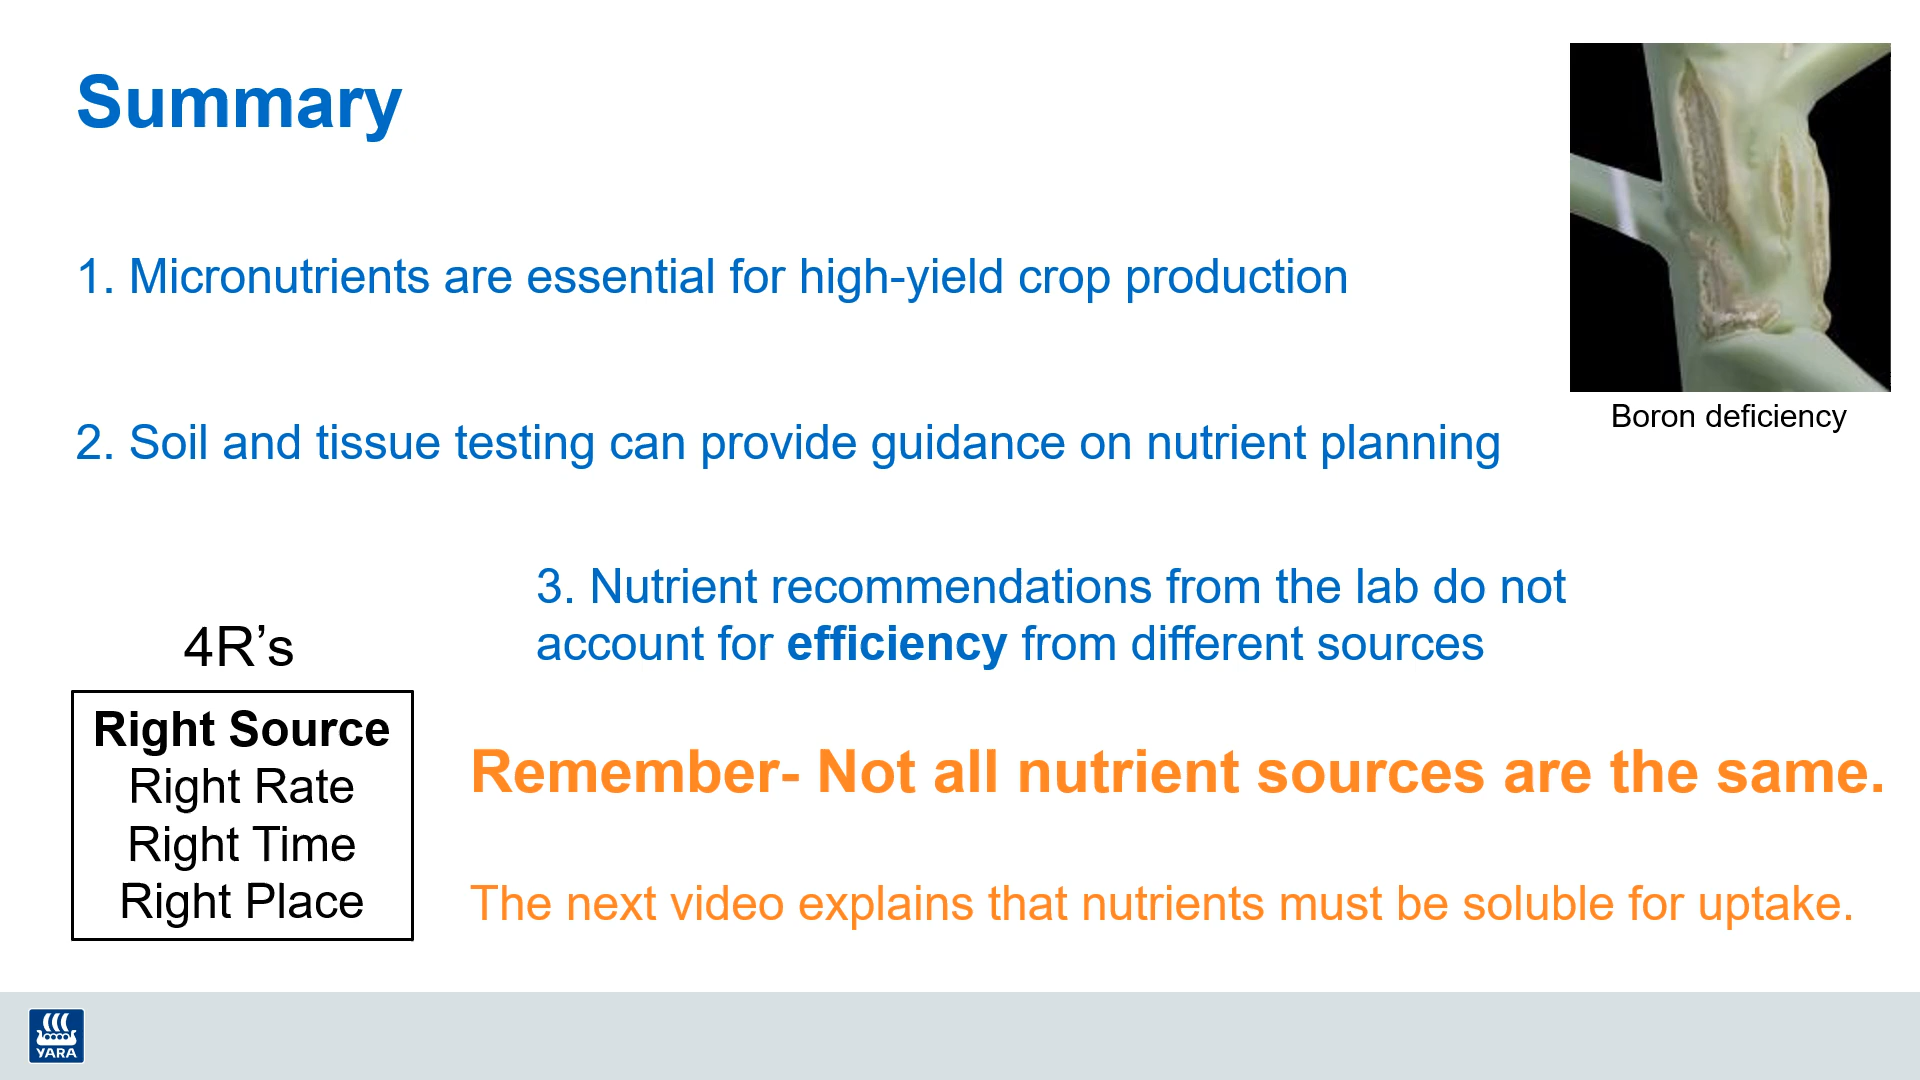 Summary
1. Micronutrients are essential for high-yield crop production
Boron deficiency
2. Soil and tissue testing can provide guidance on nutrient planning
3. Nutrient recommendations from the lab do not
account for efficiency from different sources
4R’s
Right Source
Right Rate
Right Time
Right Place
Remember- Not all nutrient sources are the same.
The next video explains that nutrients must be soluble for uptake.
YARA